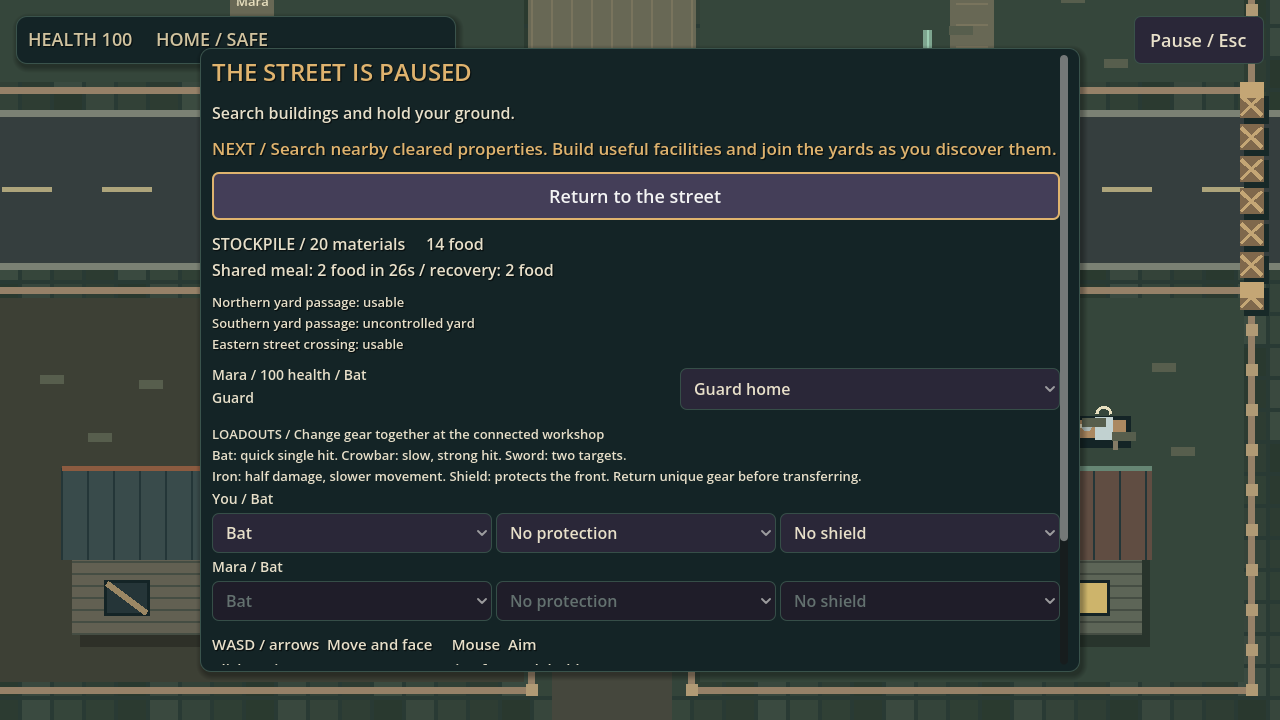 Mara
HEALTH 100 HOME / SAFE
Pause / Esc
THE STREET IS PAUSED
Search buildings and hold your ground.
NEXT / Search nearby cleared properties. Build useful facilities and join the yards as you discover them.
Return to the street
STOCKPILE / 20 materials 14 food
Shared meal: 2 food in 26s / recovery: 2 food
Northern yard passage: usable
Southern yard passage: uncontrolled yard
Eastern street crossing: usable
Mara / 100 health / Bat
Guard
Guard home
LOADOUTS / Change gear together at the connected workshop
Bat: quick single hit. Crowbar: slow, strong hit. Sword: two targets.
Iron: half damage, slower movement. Shield: protects the front. Return unique gear before transferring.
You / Bat
Bat No protection No shield
Mara / Bat
Bat No protection No shield
WASD / arrows Move and face Mouse Aim